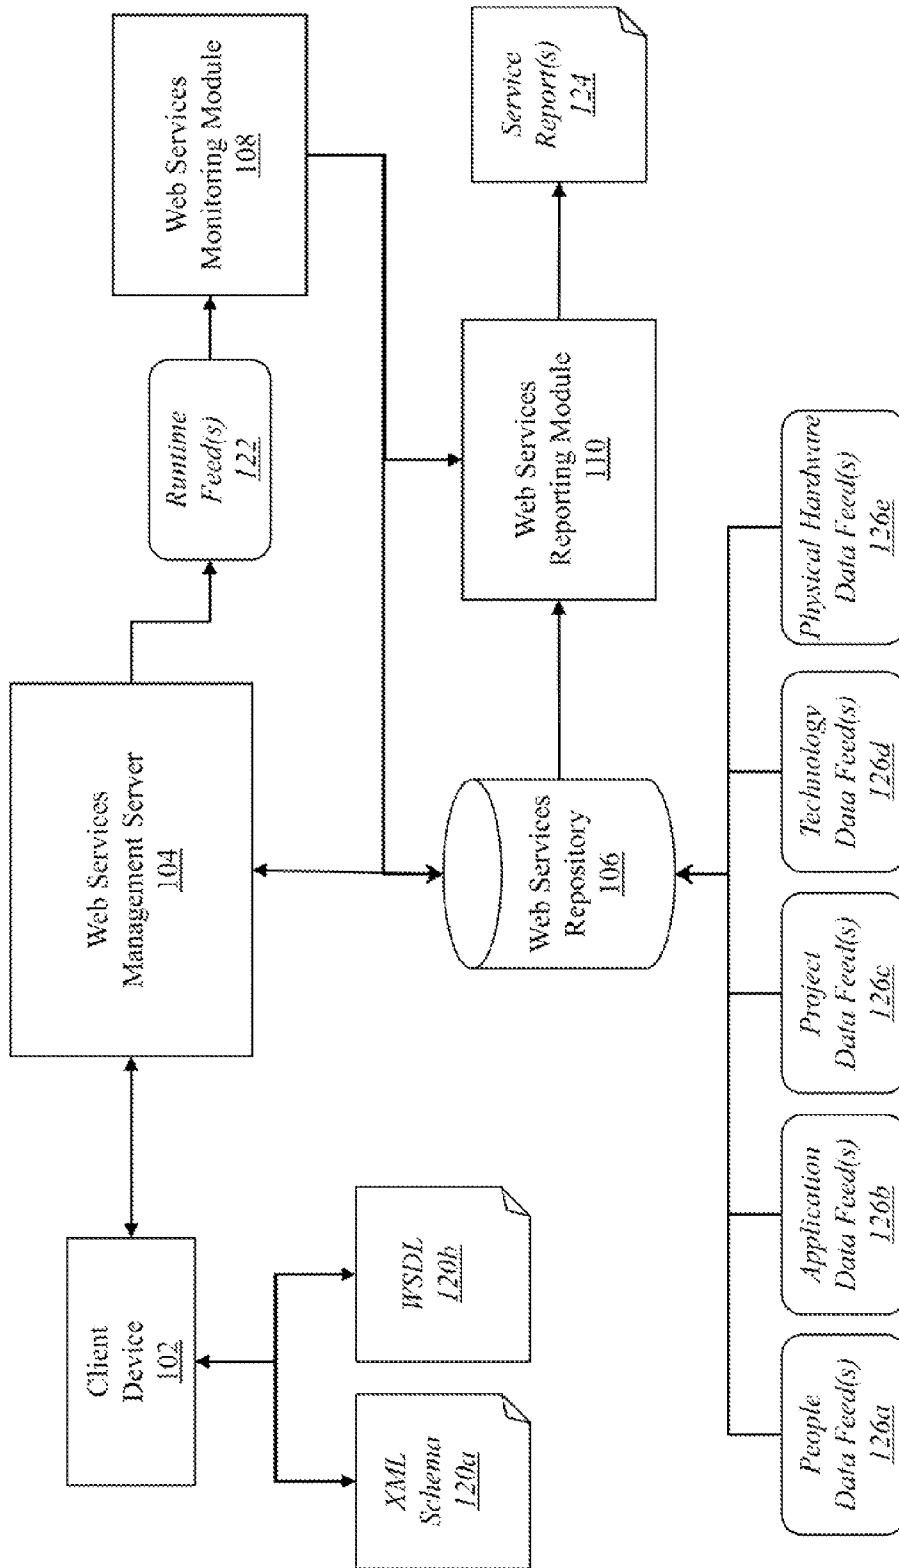 Client
Device
102
Web Services
Management Server
104
Runtime
Feed(s)
122
Web Services
Monitoring Module
108
XML
Schema
120a
WSDL
120b
Web Services
Repository
106
Web Services
Reporting Module
110
Service
Report(s)
124
People
Data Feed(s)
126a
Application
Data Feed(s)
126b
Project
Data Feed(s)
126c
Technology
Data Feed(s)
126d
Physical Hardware
Data Feed(s)
126e